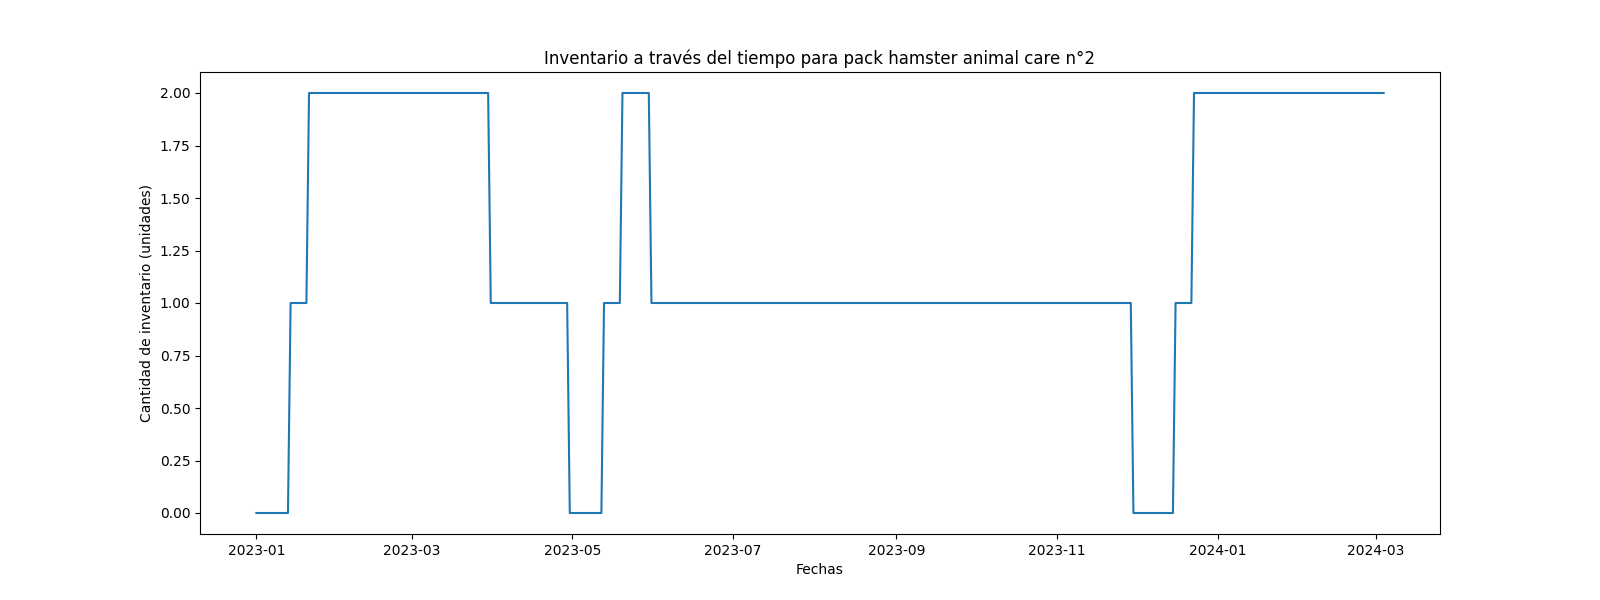 Inventario a través del tiempo para pack hamster animal care n°2
Cantidad de inventario (unidades)
2.00
1.75
1.50
1.25
1.00
0.75
0.50
0.25
0.00
2023-01 2023-03 2023-05 2023-07 2023-09 2023-11 2024-01 2024-03
Fechas